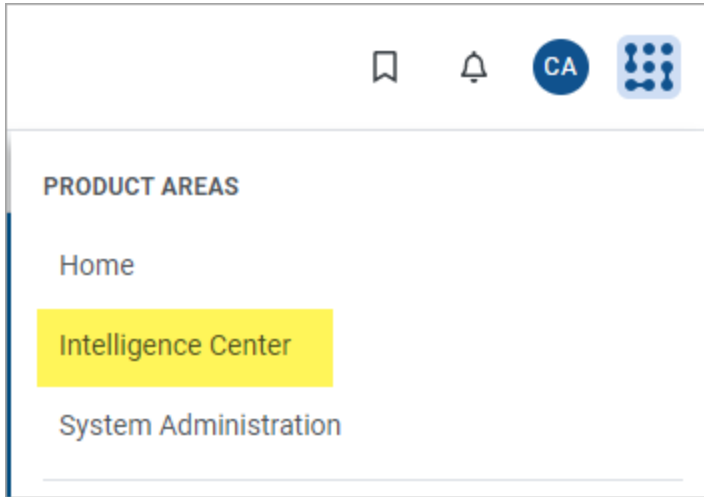 CA
PRODUCT AREAS
Home
Intelligence Center
System Administration